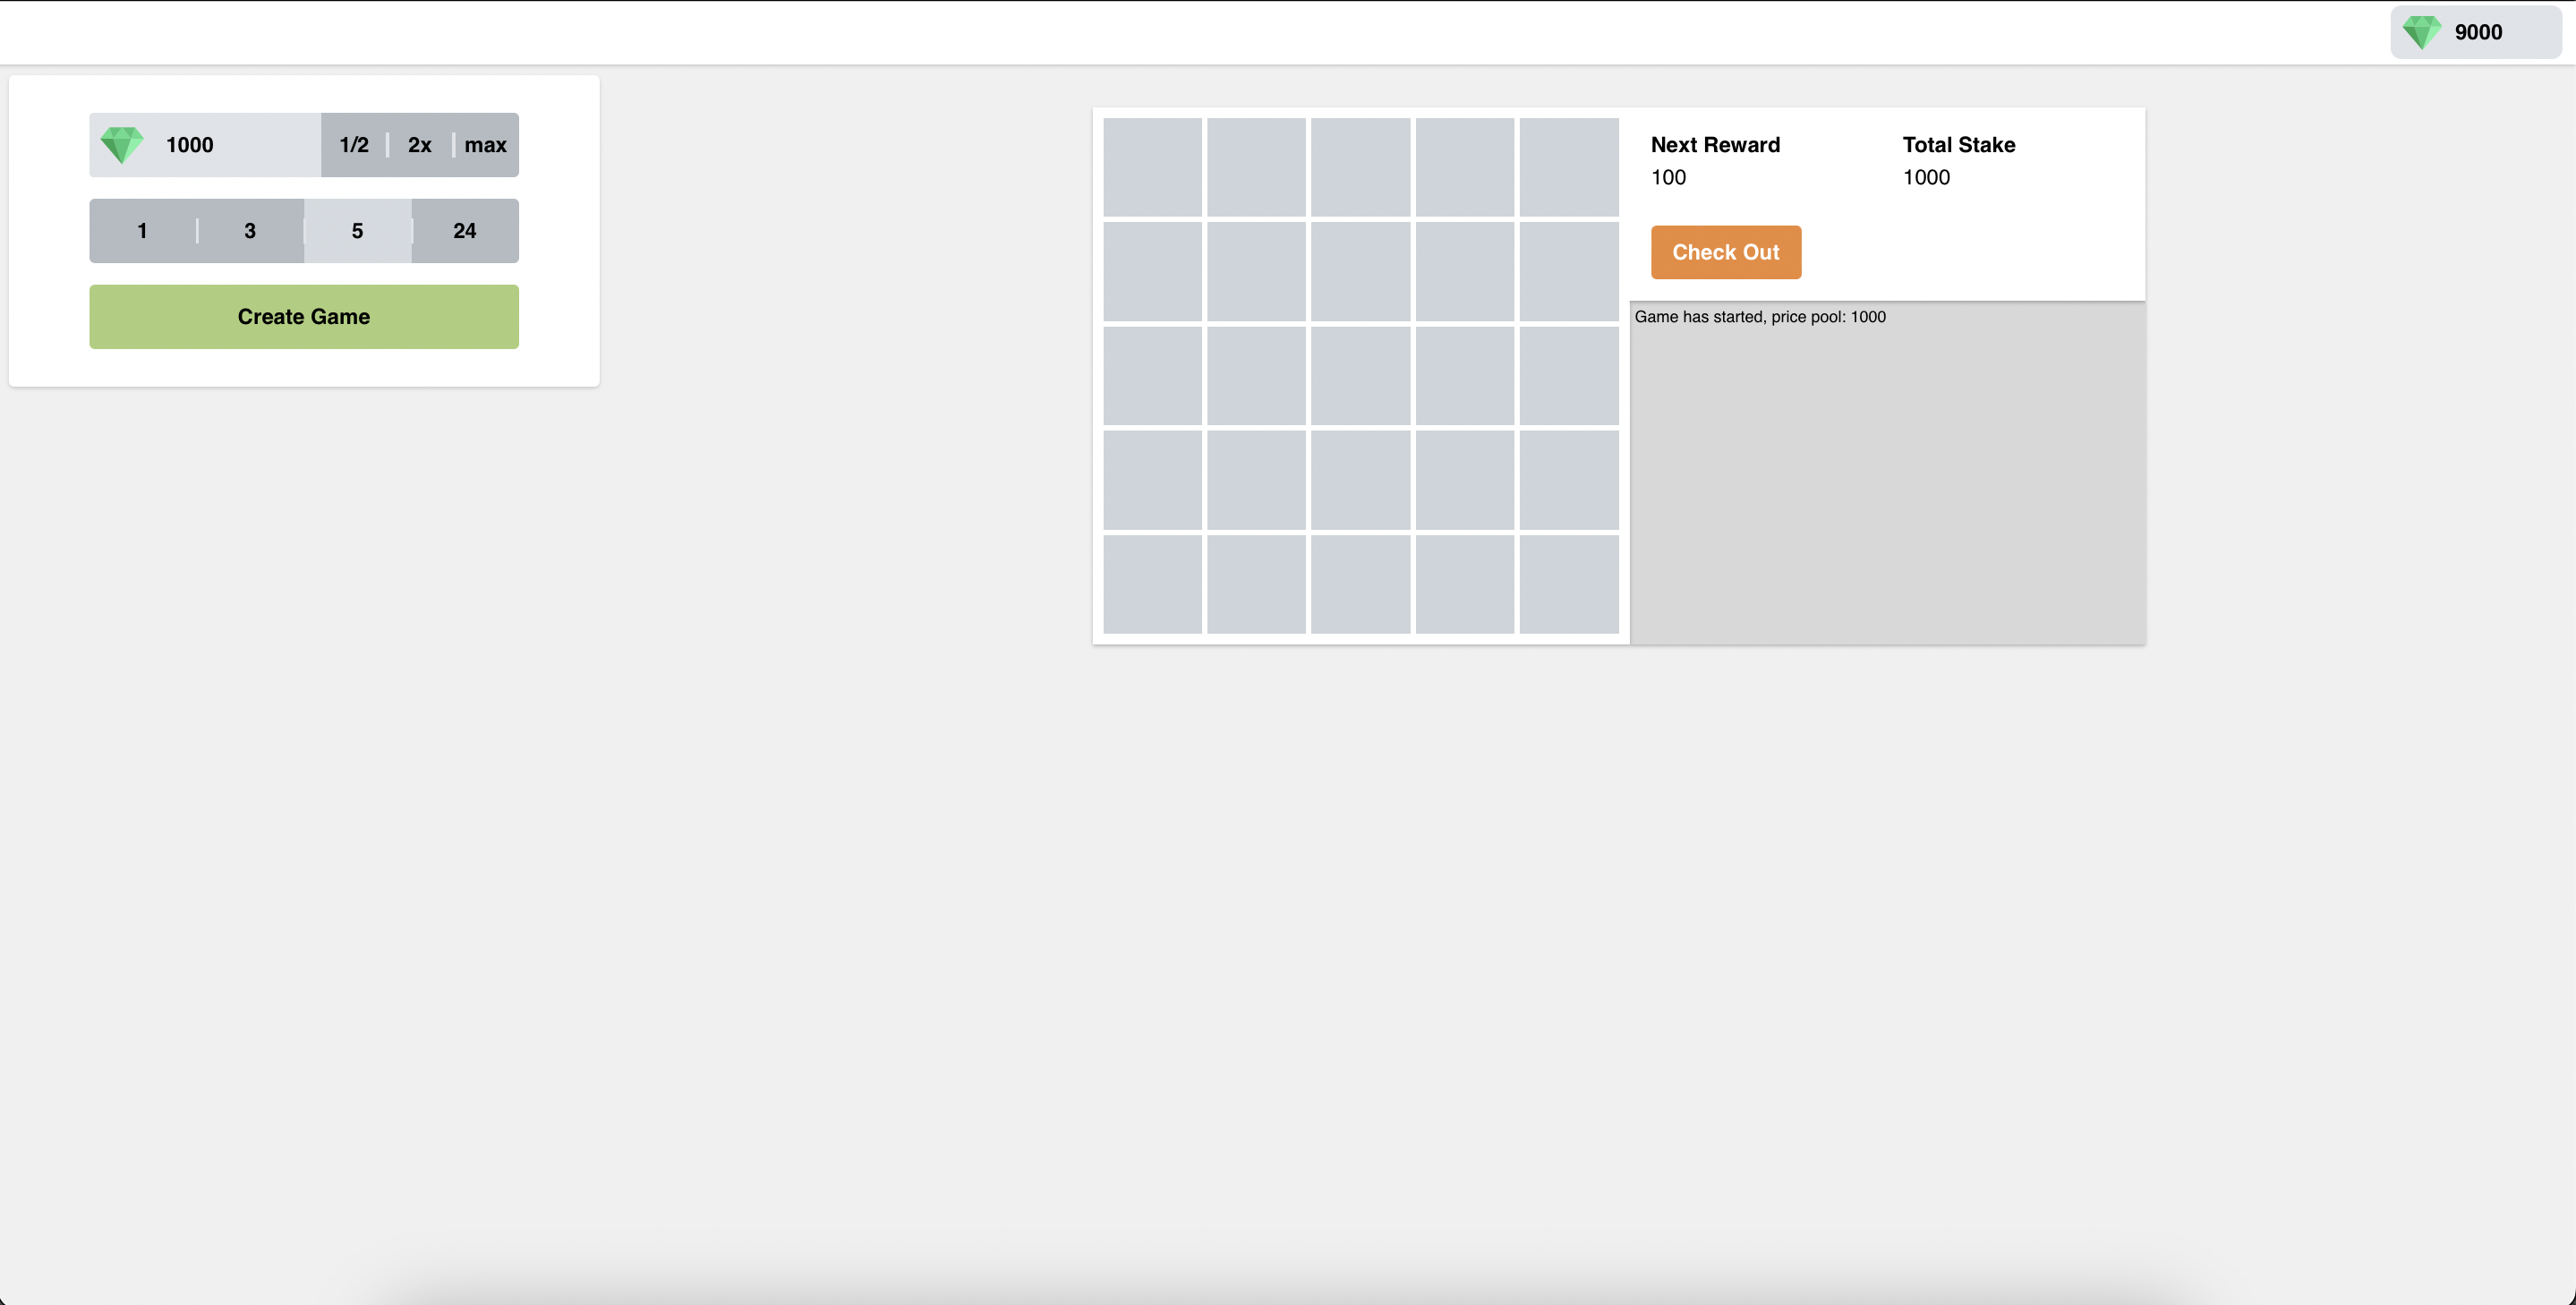 9000
1000 1/2 2x max
1 3 5 24
Create Game
Next Reward Total Stake
100 1000
Check Out
Game has started, price pool: 1000